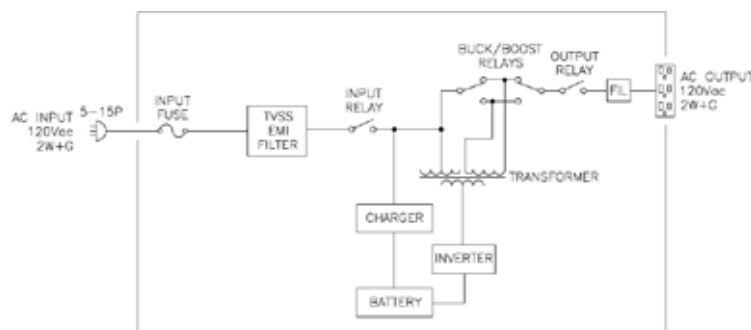 AC INPUT
120Vac
2W+G
5-15P
INPUT
FUSE
TVSS
EMI
FILTER
INPUT
RELAY
BUCK/BOOST
RELAYS
OUTPUT
RELAY
FIL
AC OUTPUT
120Vac
2W+G
TRANSFORMER
CHARGER
INVERTER
BATTERY